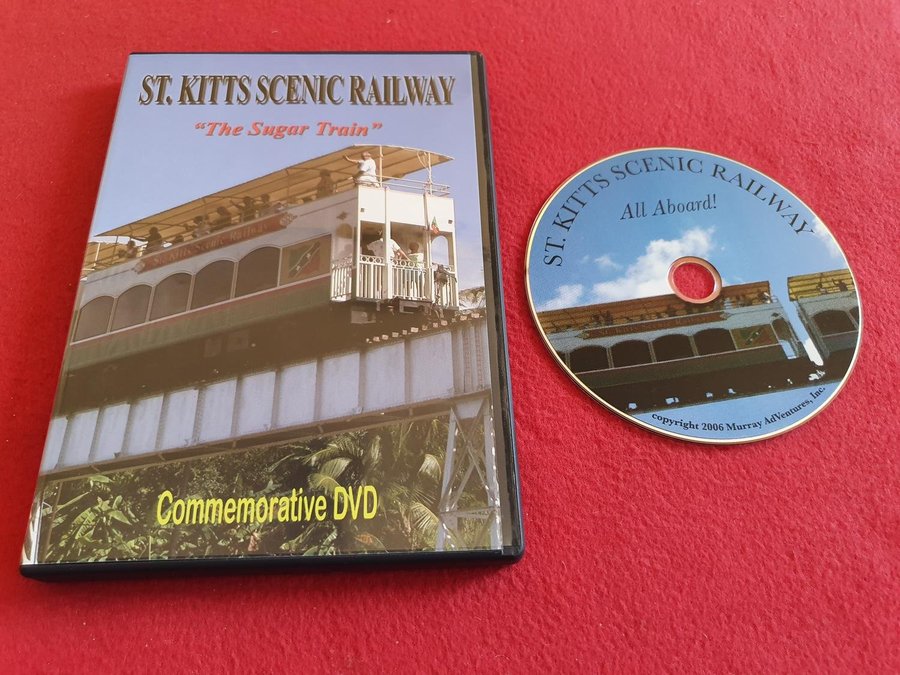 ST. KITTS SCENIC RAILWAY
"The Sugar Train"
St. Kitts Scenic Railway
Commemorative DVD
ST. KITTS SCENIC RAILWAY
All Aboard!
copyright 2006 Murray AdVentures, Inc.